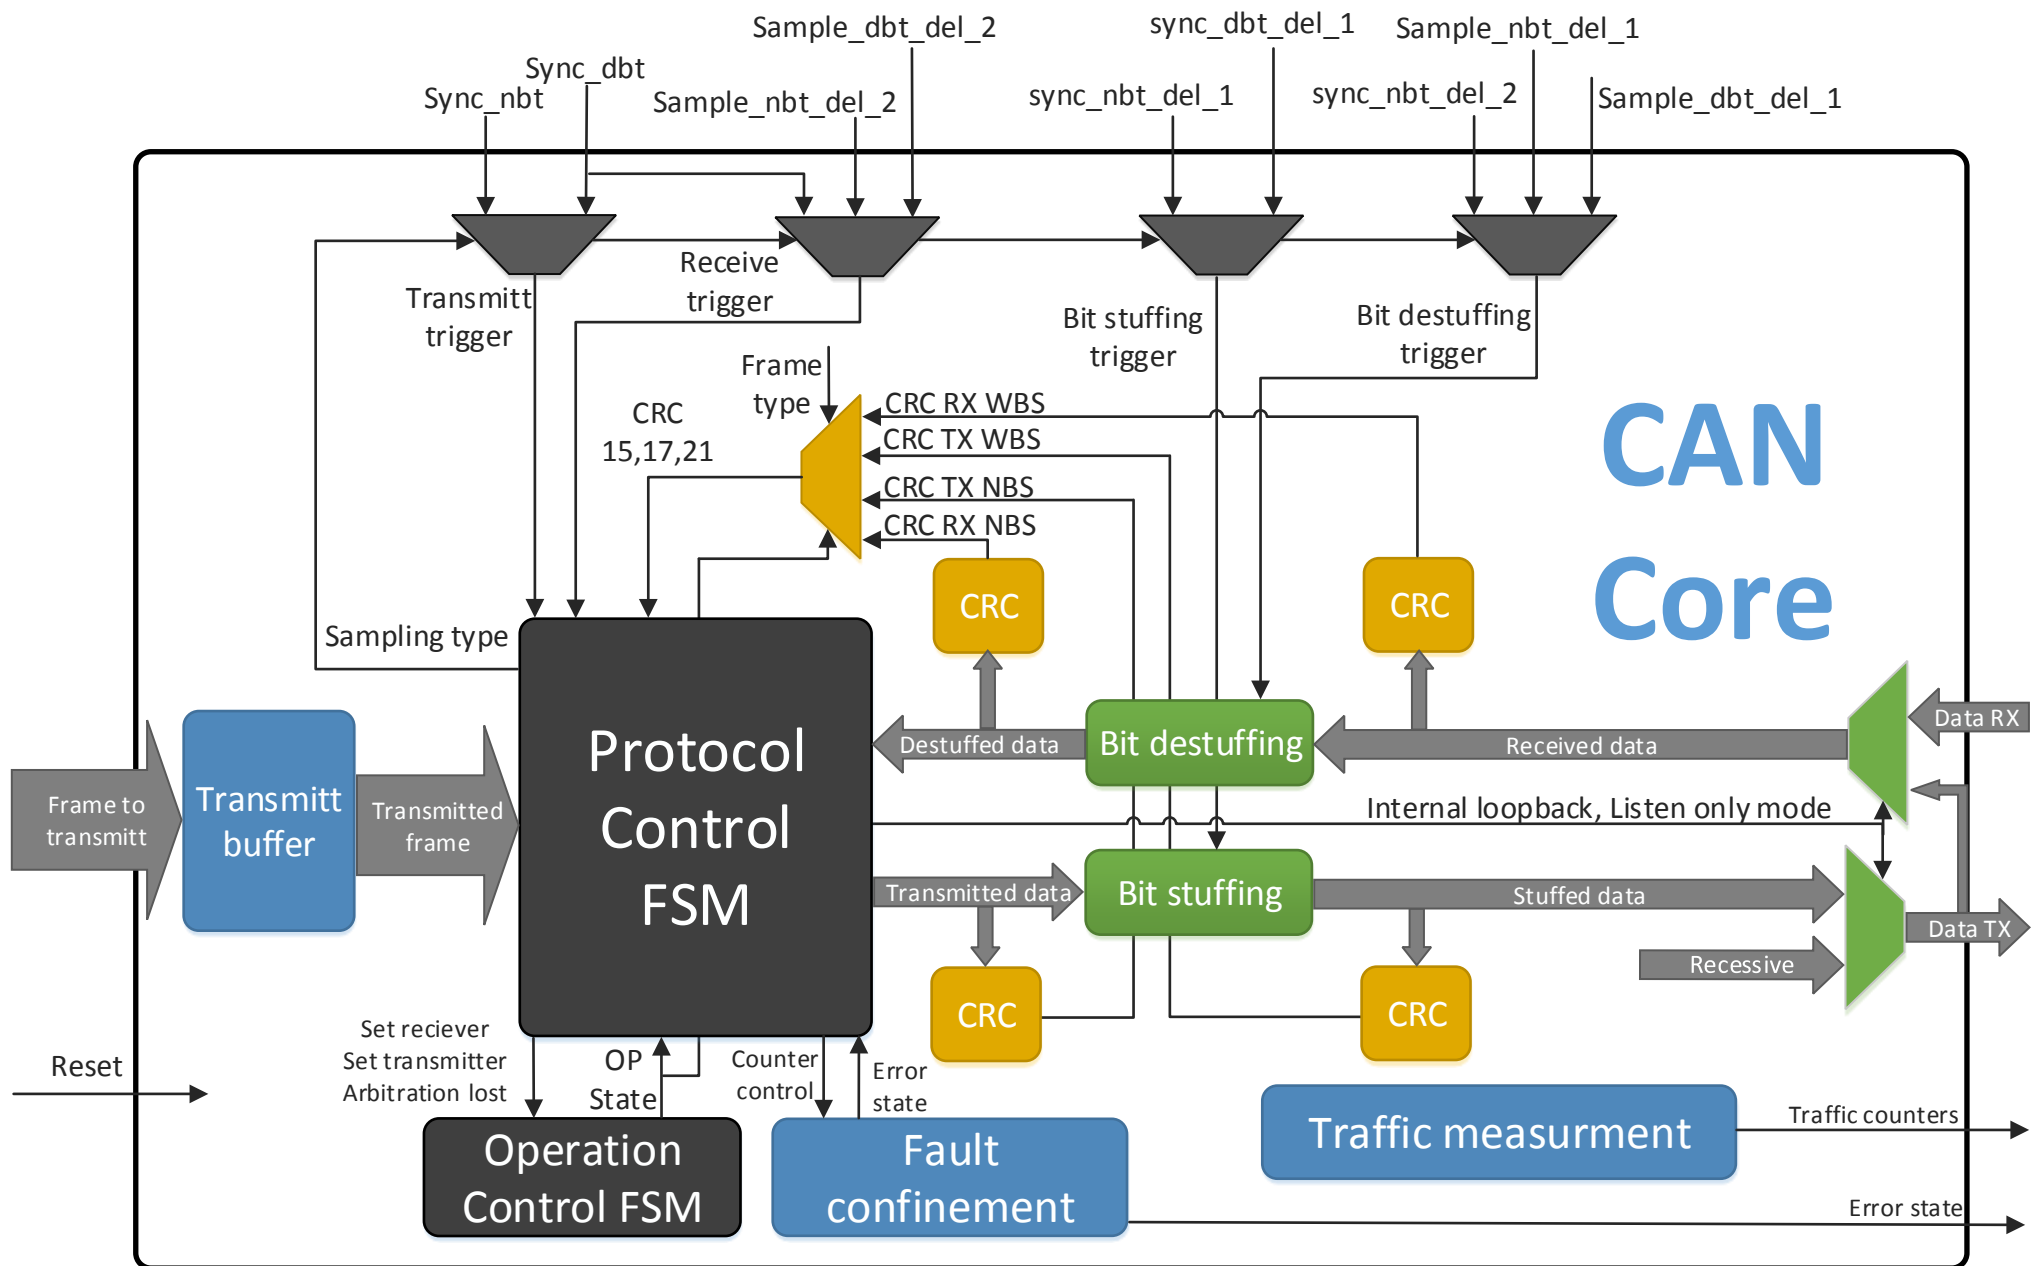 Sample_dbt_del_2
sync_dbt_del_1
Sample_nbt_del_1
Sync_dbt
Sync_nbt
Sample_nbt_del_2
sync_nbt_del_1
sync_nbt_del_2
Sample_dbt_del_1
Transmitt
trigger
Receive
trigger
Bit stuffing
trigger
Bit destuffing
trigger
Frame
type
CRC
15,17,21
CRC RX WBS
CRC TX WBS
CRC TX NBS
CRC RX NBS
CAN
Core
CRC
CRC
Sampling type
Protocol
Control
FSM
Destuffed data
Bit destuffing
Received data
Data RX
Frame to
transmitt
Transmitt
buffer
Transmitted
frame
Internal loopback, Listen only mode
Transmitted data
Bit stuffing
Stuffed data
Data TX
Recessive
CRC
CRC
Reset
Set reciever
Set transmitter
Arbitration lost
OP
State
Counter
control
Error
state
Operation
Control FSM
Fault
confinement
Traffic measurment
Traffic counters
Error state